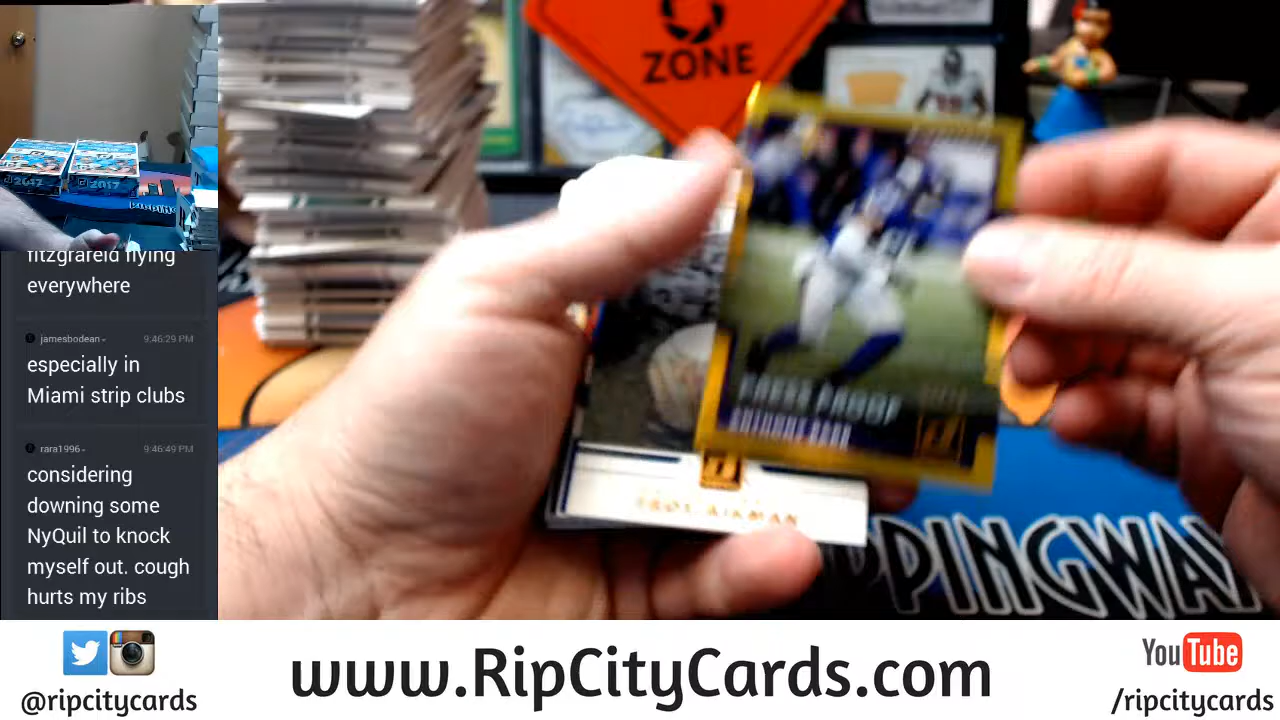 ZONE
2017
2017
fitzgrareld flying
everywhere
jamesbodean 9:46:29 PM
especially in
Miami strip clubs
rara1996 9:46:49 PM
considering
downing some
NyQuil to knock
myself out. cough
hurts my ribs
PRESS PROOF
TROY AIKMAN
PPINGWA
@ripcitycards
www.RipCityCards.com
YouTube
/ripcitycards